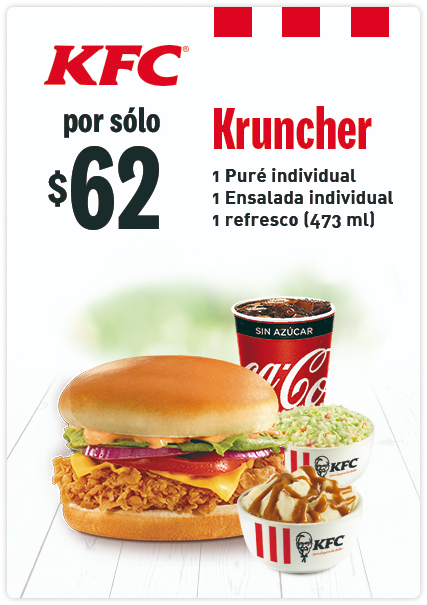 KFC®
por sólo
$62
Kruncher
1 Puré individual
1 Ensalada individual
1 refresco (473 ml)
SIN AZÚCAR
Coca-Co
KFC
KFC